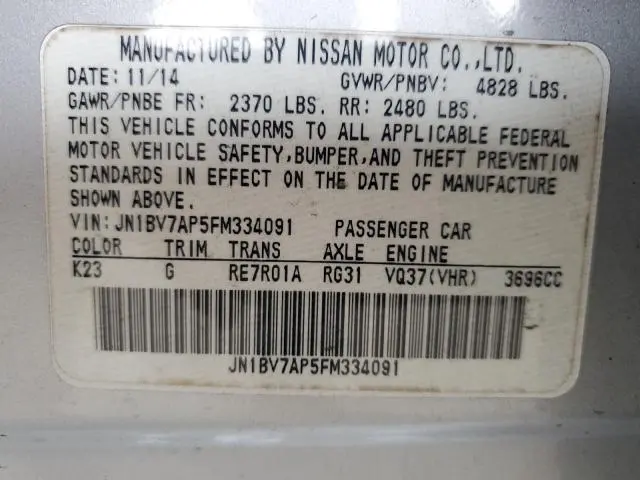 MANUFACTURED BY NISSAN MOTOR CO.,LTD.
DATE: 11/14 GVWR/PNBV: 4828 LBS.
GAWR/PNBE FR: 2370 LBS. RR: 2480 LBS.
THIS VEHICLE CONFORMS TO ALL APPLICABLE FEDERAL
MOTOR VEHICLE SAFETY,BUMPER,AND THEFT PREVENTION
STANDARDS IN EFFECT ON THE DATE OF MANUFACTURE
SHOWN ABOVE.
VIN:JN1BV7AP5FM334091 PASSENGER CAR
COLOR TRIM TRANS AXLE ENGINE
K23 G RE7R01A RG31 VQ37(VHR) 3696CC
JN1BV7AP5FM334091